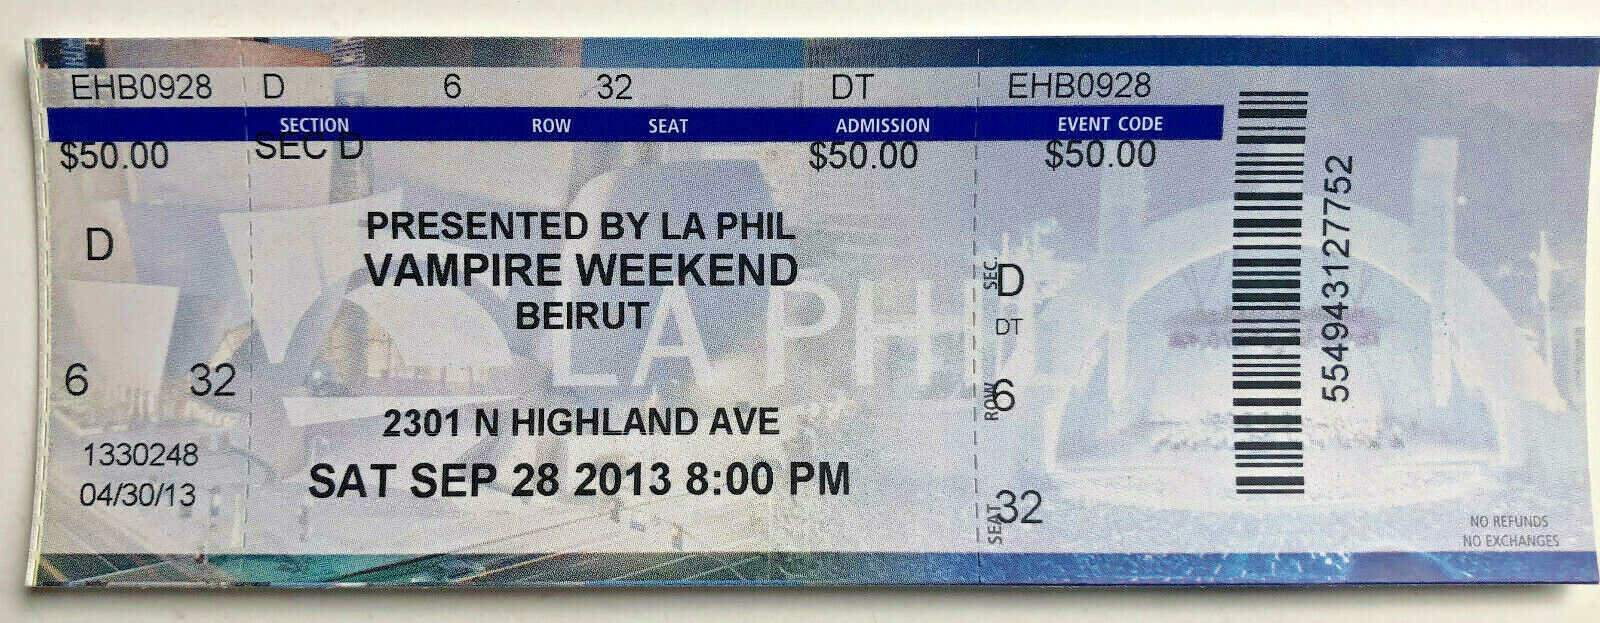 EHB0928 D 6 32 DT EHB0928
SECTION ROW SEAT ADMISSION EVENT CODE
$50.00 SEC D $50.00 $50.00
D
6 32
1330248
04/30/13
PRESENTED BY LA PHIL
VAMPIRE WEEKEND
BEIRUT
LA PHIL
2301 N HIGHLAND AVE
SAT SEP 28 2013 8:00 PM
SEC. D
DT
ROW 6
SEAT 32
554943127752
NO REFUNDS
NO EXCHANGES